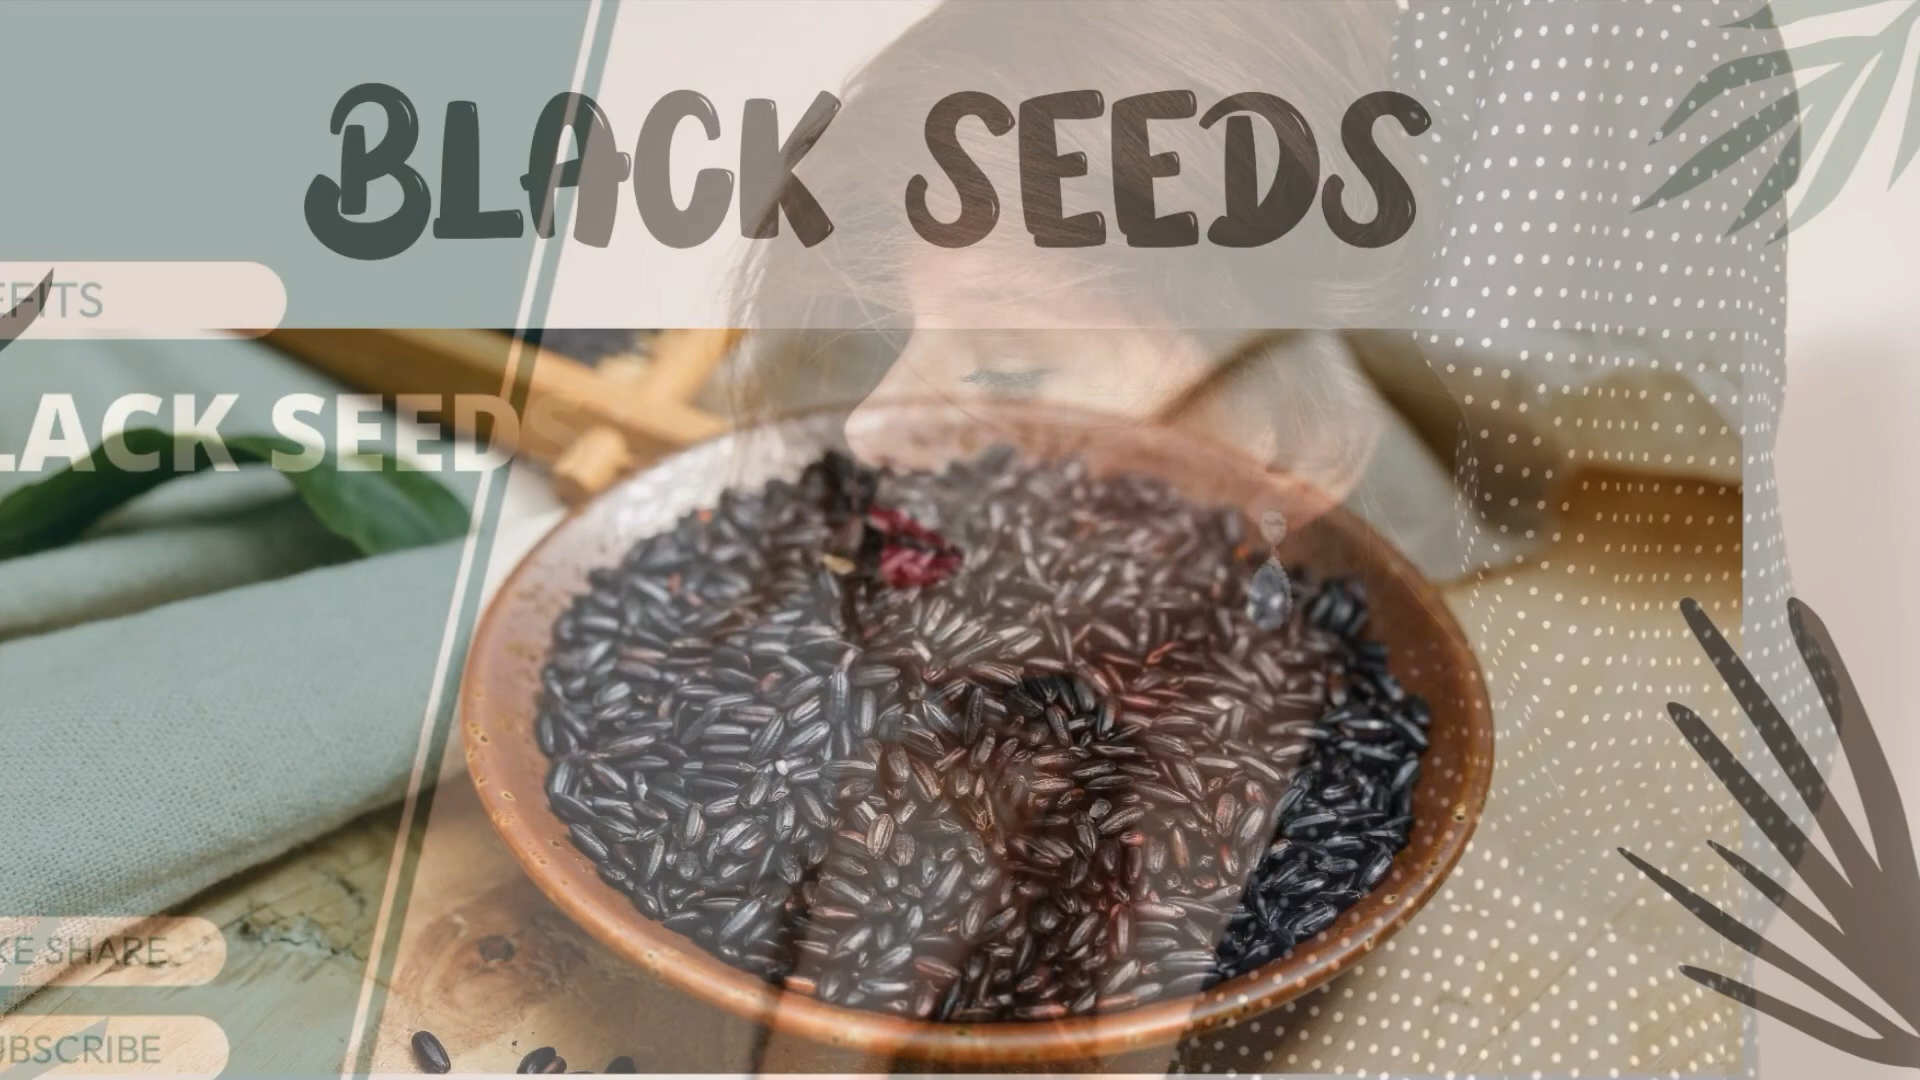 BLACK SEEDS
EFITS
LACK SEEDS
KE SHARE
UBSCRIBE